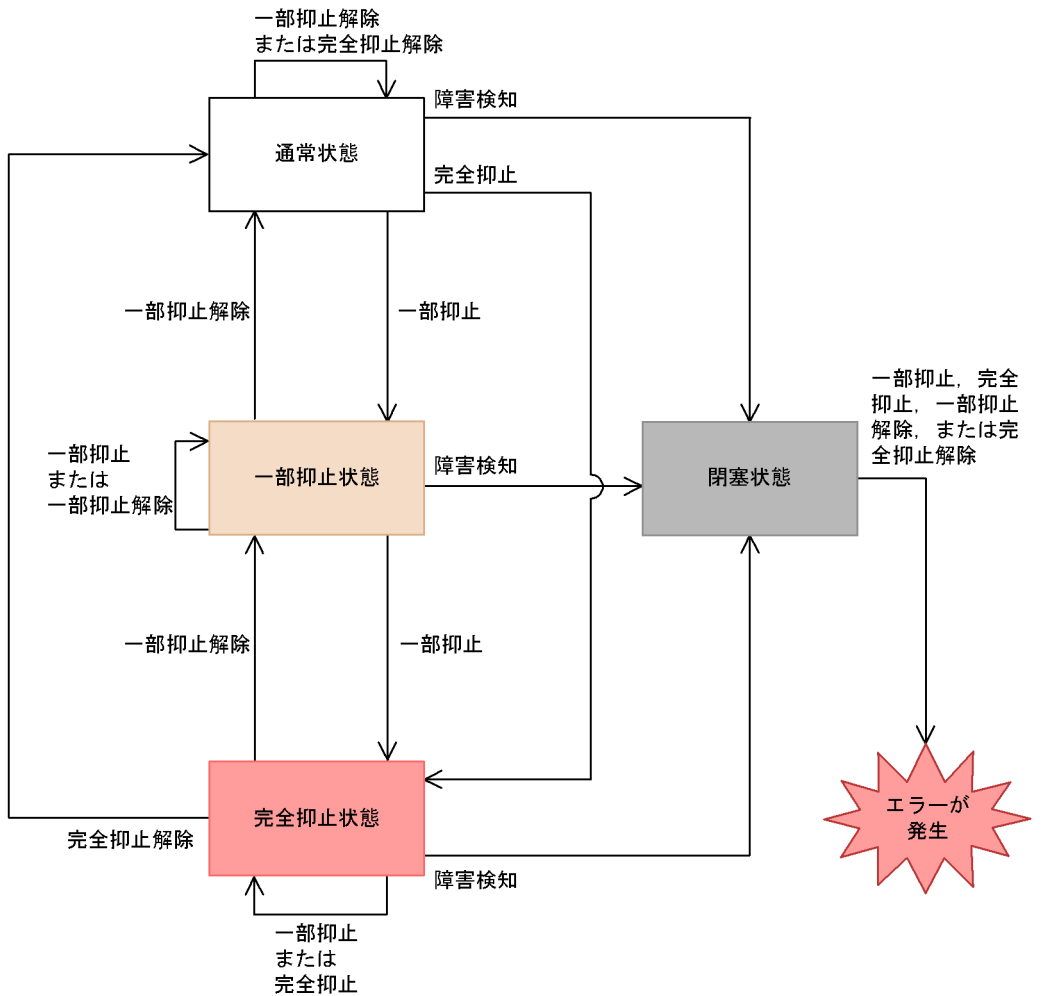 一部抑止解除
または完全抑止解除
障害検知
通常状態
完全抑止
一部抑止解除
一部抑止
一部抑止，完全
抑止，一部抑止
解除，または完
全抑止解除
一部抑止
または
一部抑止解除
一部抑止状態
障害検知
閉塞状態
一部抑止解除
一部抑止
完全抑止状態
エラーが
発生
完全抑止解除
障害検知
一部抑止
または
完全抑止